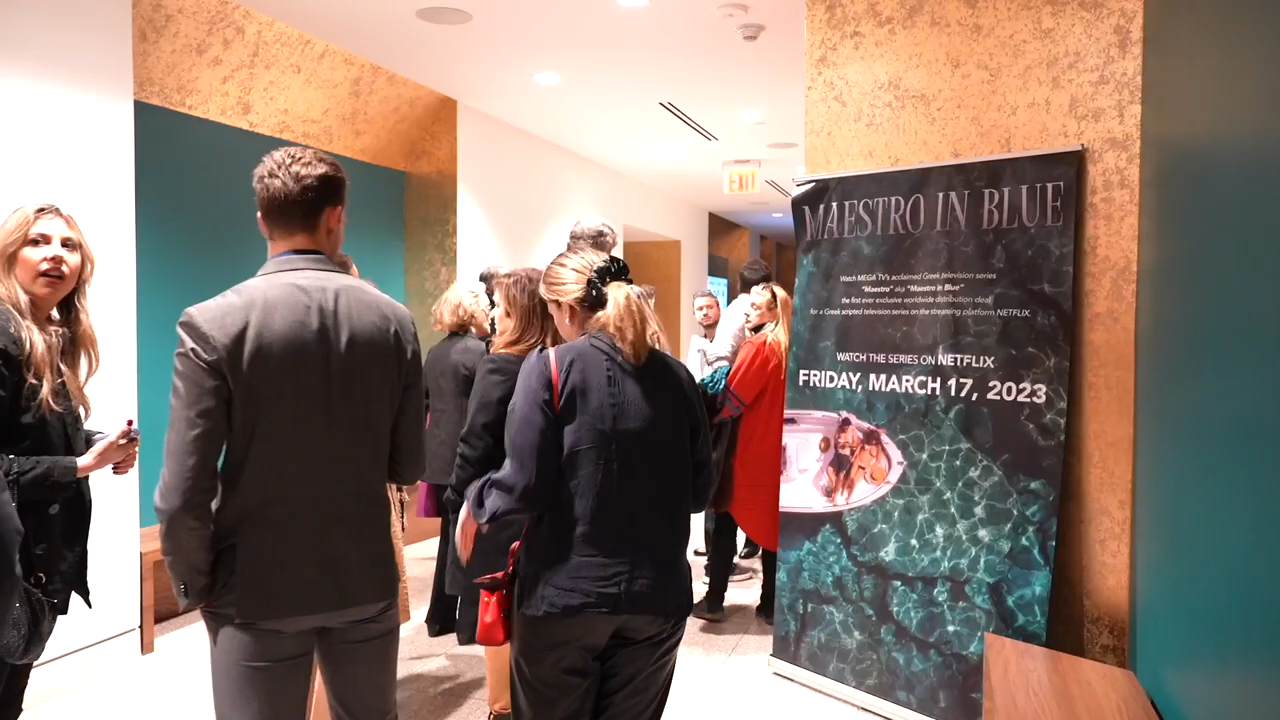 EXIT
MAESTRO IN BLUE
Watch MEGA TV's acclaimed Greek television series
"Maestro" aka "Maestro in Blue"
the first ever exclusive worldwide distribution deal
for a Greek scripted television series on the streaming platform NETFLIX.
WATCH THE SERIES ON NETFLIX
FRIDAY, MARCH 17, 2023